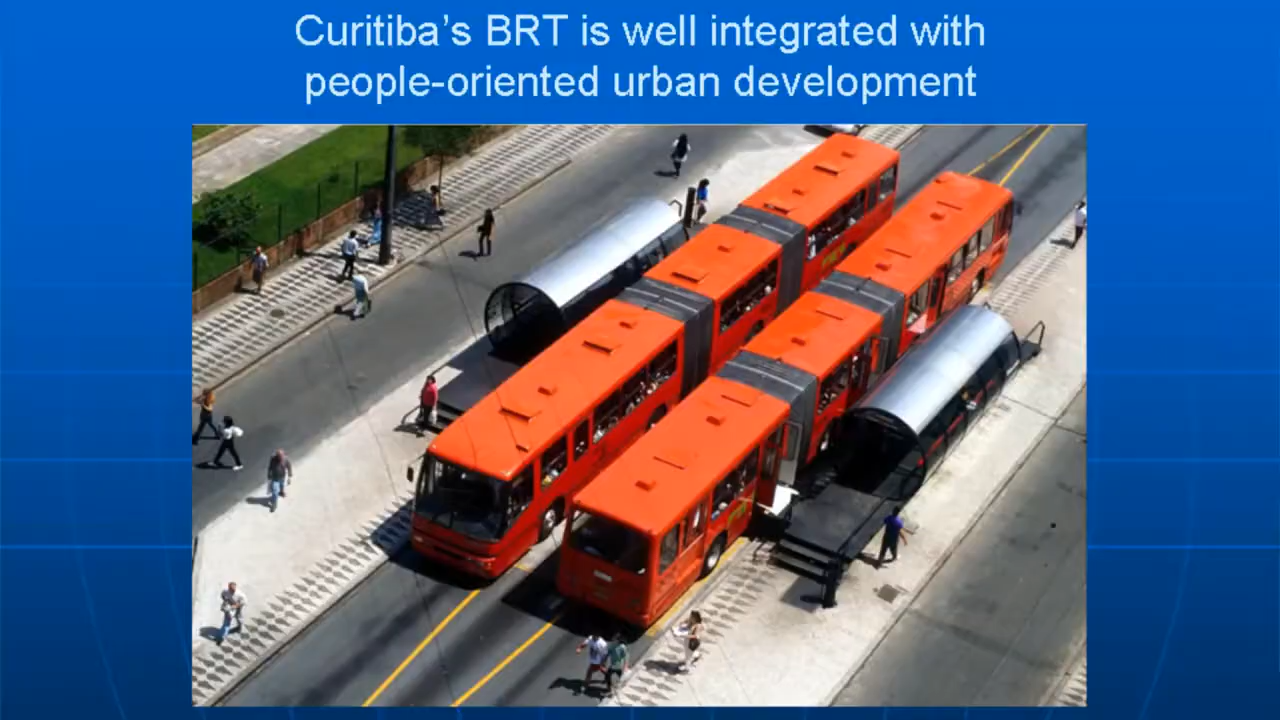 Curitiba’s BRT is well integrated with
people-oriented urban development